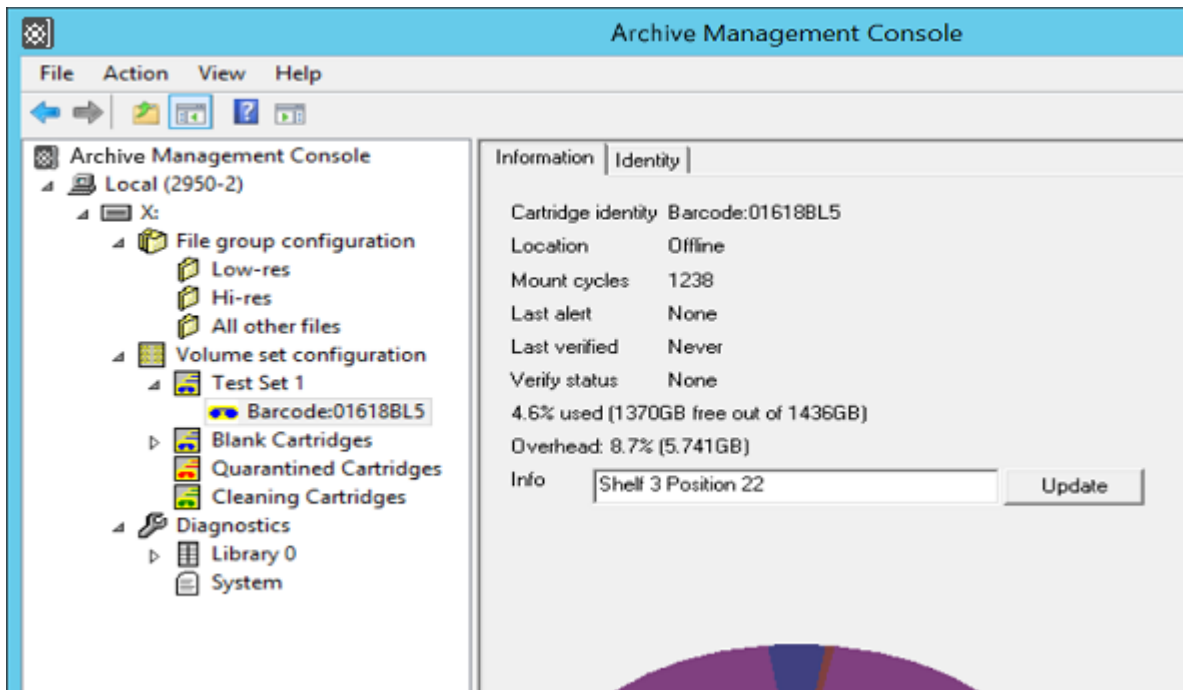 Archive Management Console
File Action View Help
Archive Management Console
Local (2950-2)
X:
File group configuration
Low-res
Hi-res
All other files
Volume set configuration
Test Set 1
Barcode:01618BL5
Blank Cartridges
Quarantined Cartridges
Cleaning Cartridges
Diagnostics
Library 0
System
Information Identity
Cartridge identity Barcode:01618BL5
Location Offline
Mount cycles 1238
Last alert None
Last verified Never
Verify status None
4.6% used (1370GB free out of 1436GB)
Overhead: 8.7% (5.741GB)
Info Shelf 3 Position 22 Update